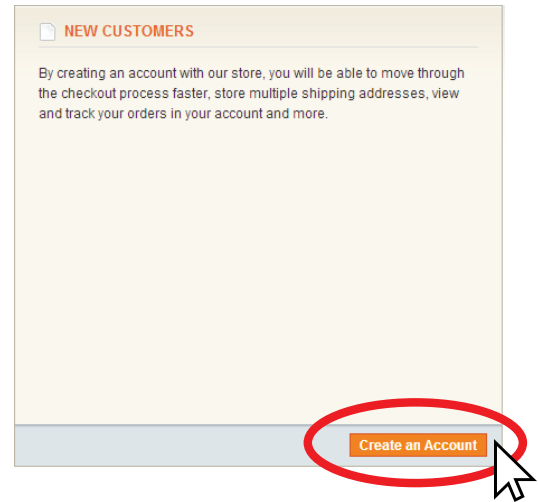 NEW CUSTOMERS
By creating an account with our store, you will be able to move through
the checkout process faster, store multiple shipping addresses, view
and track your orders in your account and more.
Create an Account